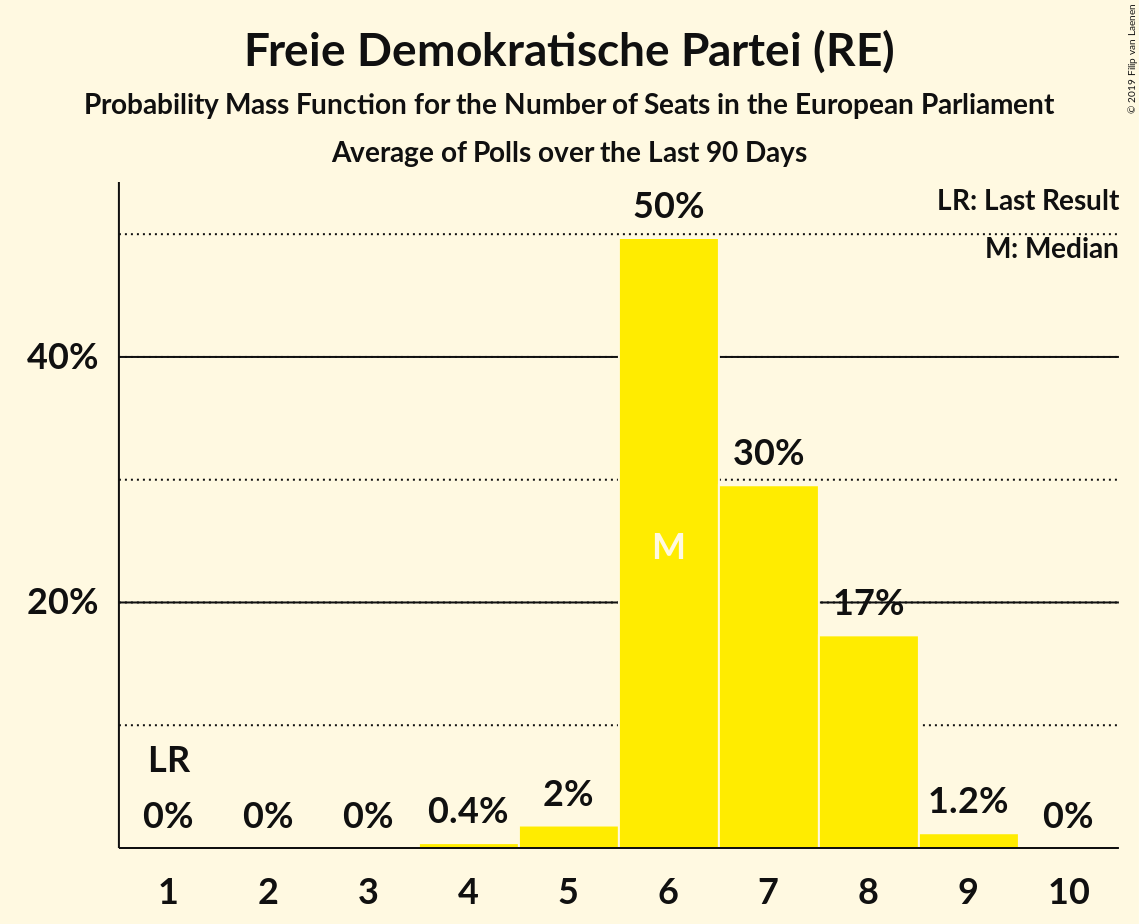 Freie Demokratische Partei (RE)
Probability Mass Function for the Number of Seats in the European Parliament
Average of Polls over the Last 90 Days
© 2019 Filip van Laenen
LR: Last Result
M: Median
50%
40%
30%
M
20%
17%
LR
0%
0%
0%
0.4%
2%
1.2%
0%
1 2 3 4 5 6 7 8 9 10